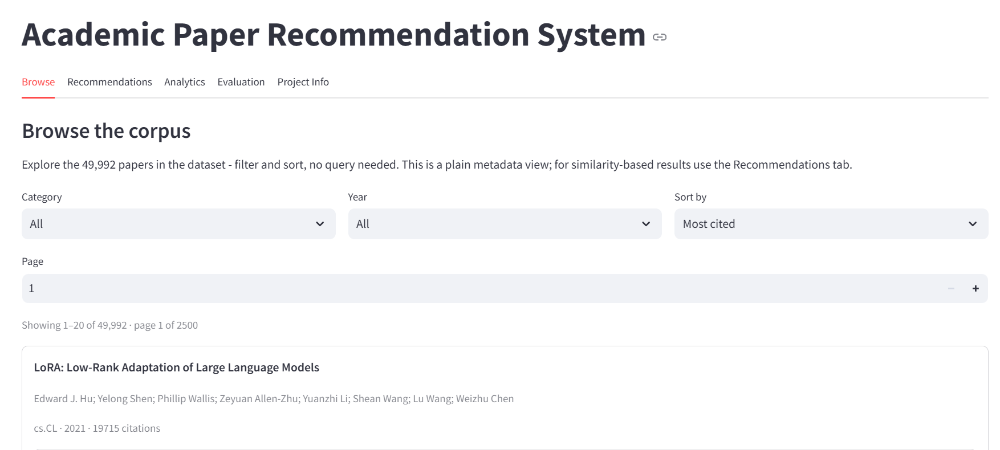 Academic Paper Recommendation System
Browse Recommendations Analytics Evaluation Project Info
Browse the corpus
Explore the 49,992 papers in the dataset - filter and sort, no query needed. This is a plain metadata view; for similarity-based results use the Recommendations tab.
Category Year Sort by
All All Most cited
Page
1
Showing 1–20 of 49,992 · page 1 of 2500
LoRA: Low-Rank Adaptation of Large Language Models
Edward J. Hu; Yelong Shen; Phillip Wallis; Zeyuan Allen-Zhu; Yuanzhi Li; Shean Wang; Lu Wang; Weizhu Chen
cs.CL · 2021 · 19715 citations